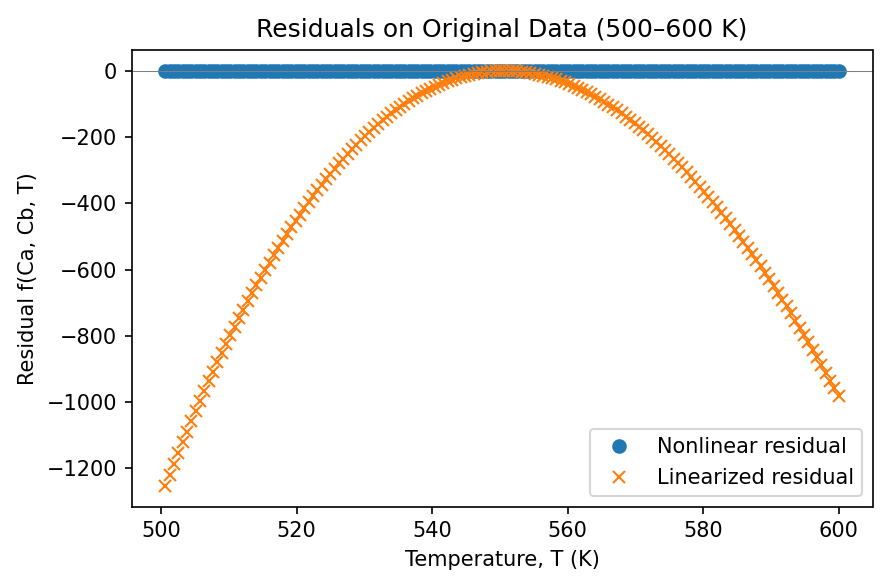 Residuals on Original Data (500–600 K)
Residual f(Ca, Cb, T)
0
−200
−400
−600
−800
−1000
−1200
500
520
540
560
580
600
Temperature, T (K)
Nonlinear residual
Linearized residual